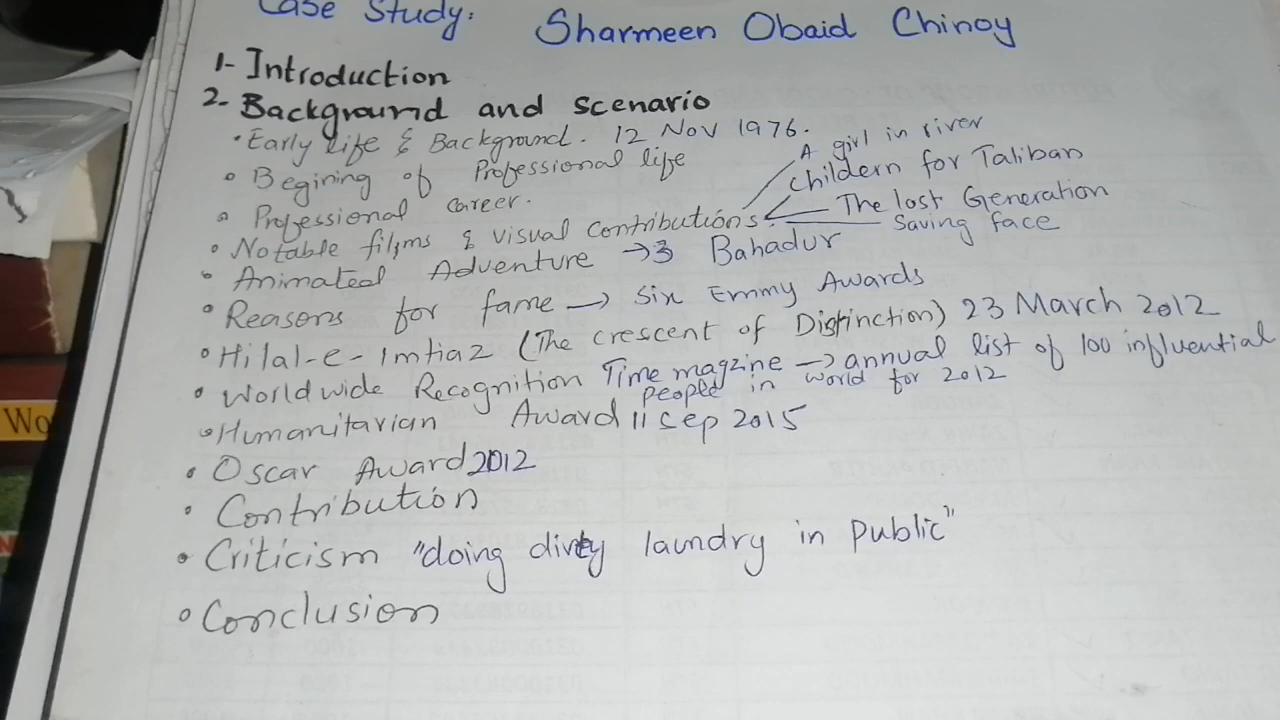 Case Study: Sharmeen Obaid Chinoy
1- Introduction
2- Background and scenario
• Early life & Background. 12 Nov 1976.
• Begining of Professional life
• Professional career.
• Notable films & visual contributions.
A girl in river
Childern for Taliban
The lost Generation
Saving face
• Animated Adventure → 3 Bahadur
• Reasons for fame → Six Emmy Awards
• Hilal-e-Imtiaz (The crescent of Distinction) 23 March 2012
• Worldwide Recognition Time magzine → annual list of 100 influential
people in world for 2012
• Humanitarian Award 11 Sep 2015
• Oscar Award 2012
• Contribution
• Criticism "doing dirty laundry in Public"
• Conclusion
Wo